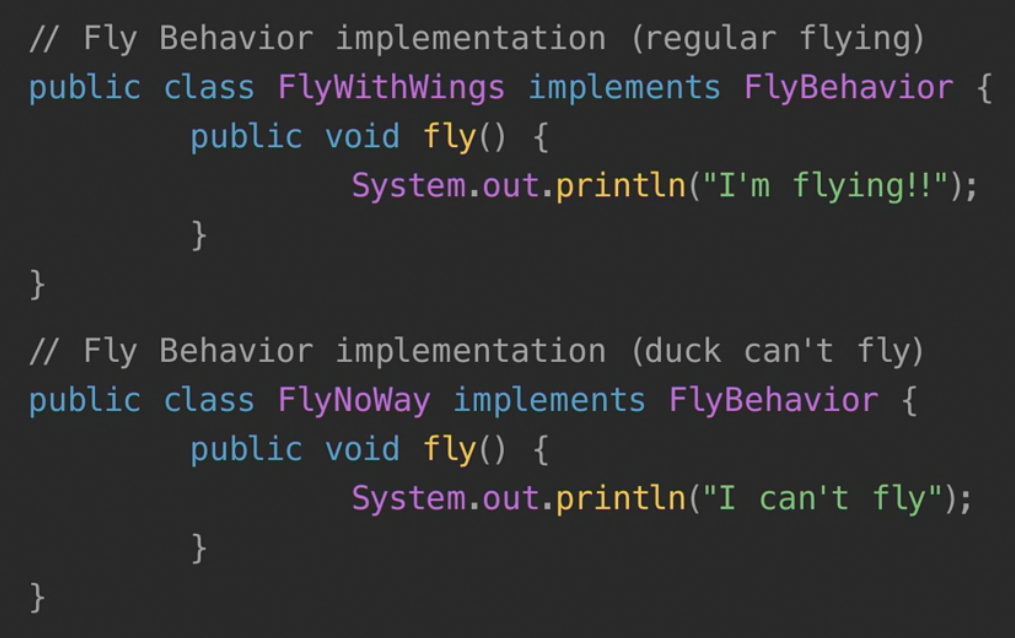 // Fly Behavior implementation (regular flying)
public class FlyWithWings implements FlyBehavior {
        public void fly() {
                System.out.println("I'm flying!!");
        }
}
// Fly Behavior implementation (duck can't fly)
public class FlyNoWay implements FlyBehavior {
        public void fly() {
                System.out.println("I can't fly");
        }
}